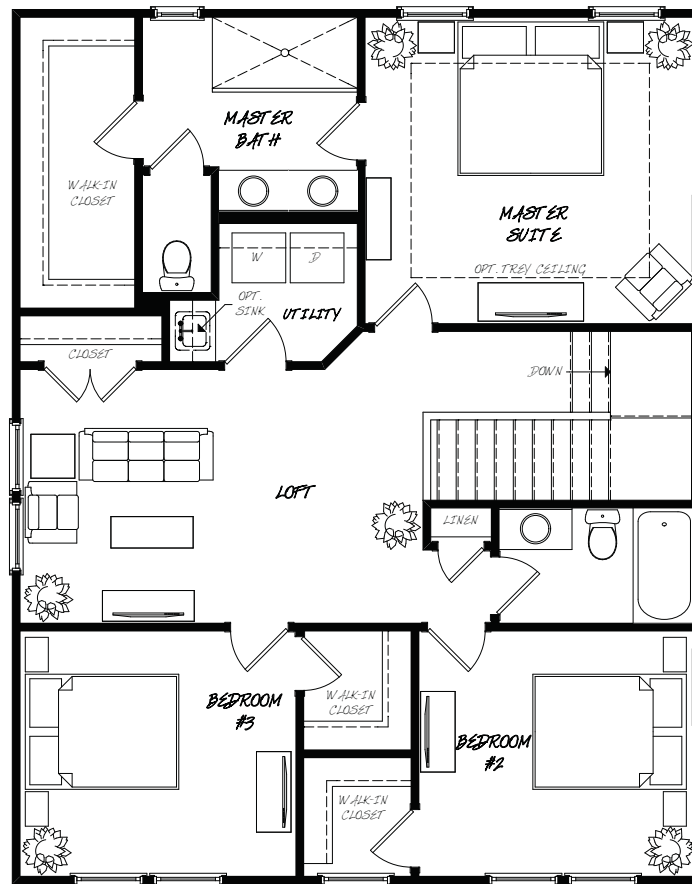 MASTER
BATH
WALK-IN
CLOSET
MASTER
SUITE
OPT. TREY CEILING
W
D
OPT.
SINK
UTILITY
CLOSET
DOWN
LOFT
LINEN
BEDROOM
#3
WALK-IN
CLOSET
BEDROOM
#2
WALK-IN
CLOSET